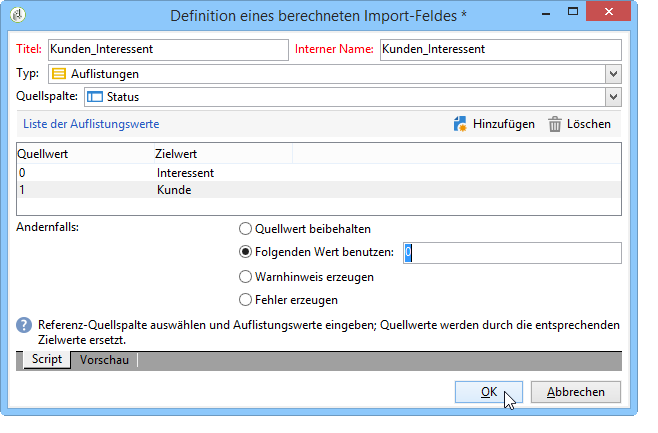 Definition eines berechneten Import-Feldes *
Titel: Kunden_Interessent Interner Name: Kunden_Interessent
Typ: Auflistungen
Quellspalte: Status
Liste der Auflistungswerte Hinzufügen Löschen
Quellwert Zielwert
0 Interessent
1 Kunde
Andernfalls: Quellwert beibehalten
Folgenden Wert benutzen: 0
Warnhinweis erzeugen
Fehler erzeugen
? Referenz-Quellspalte auswählen und Auflistungswerte eingeben; Quellwerte werden durch die entsprechenden
Zielwerte ersetzt.
Script Vorschau
OK Abbrechen